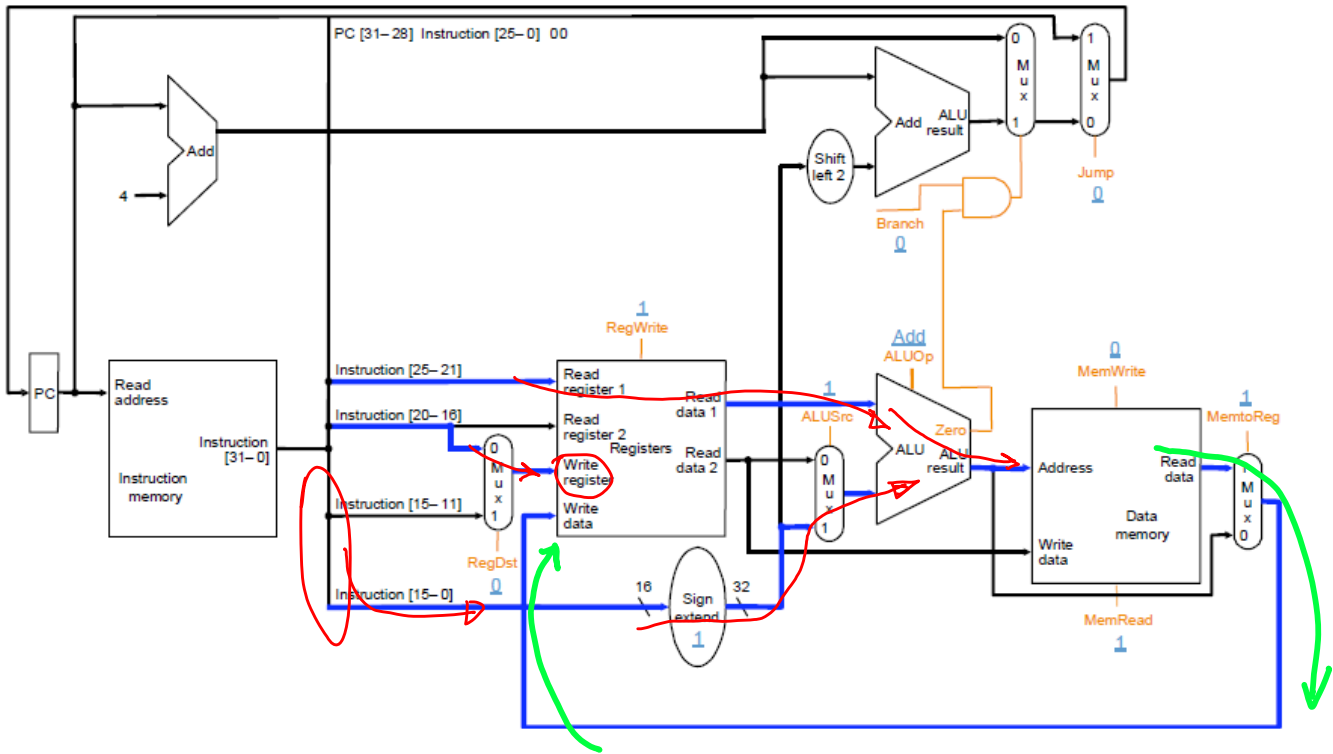 PC [31–28] Instruction [25–0] 00
0
M
u
x
1
1
M
u
x
0
Add
4
Add
ALU
result
Shift
left 2
Jump
0
Branch
0
1
RegWrite
Add
ALUOp
0
MemWrite
PC
Read
address
Instruction
[31–0]
Instruction
memory
Instruction [25–21]
Instruction [20–16]
Instruction [15–11]
Instruction [15–0]
0
M
u
x
1
RegDst
0
Read
register 1
Read
register 2
Write
register
Write
data
Registers
Read
data 1
Read
data 2
16
Sign
extend
1
32
1
ALUSrc
0
M
u
x
1
Zero
ALU
ALU
result
Address
Write
data
Read
data
Data
memory
MemRead
1
1
MemtoReg
1
M
u
x
0